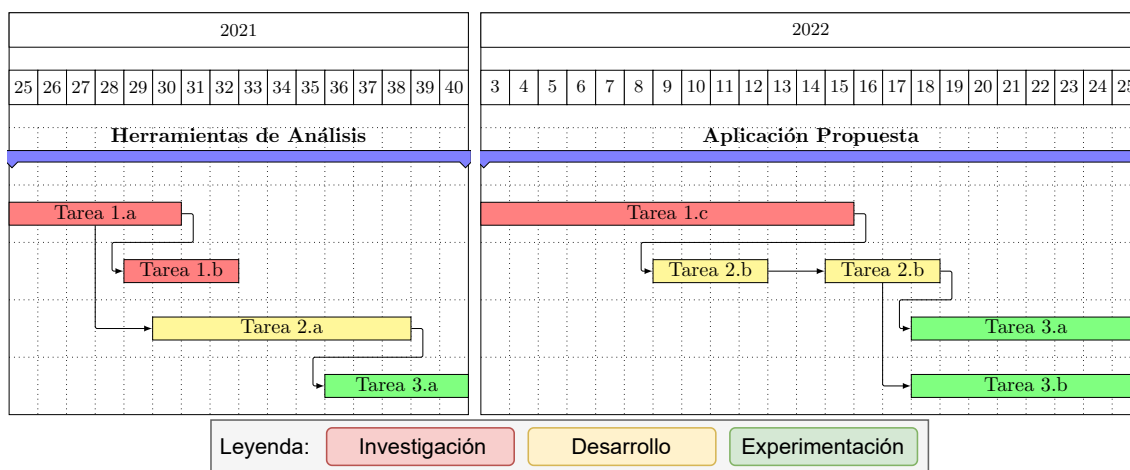 2021
25 26 27 28 29 30 31 32 33 34 35 36 37 38 39 40
Herramientas de Análisis
Tarea 1.a
Tarea 1.b
Tarea 2.a
Tarea 3.a
2022
3 4 5 6 7 8 9 10 11 12 13 14 15 16 17 18 19 20 21 22 23 24 25
Aplicación Propuesta
Tarea 1.c
Tarea 2.b Tarea 2.b
Tarea 3.a
Tarea 3.b
Leyenda: Investigación Desarrollo Experimentación